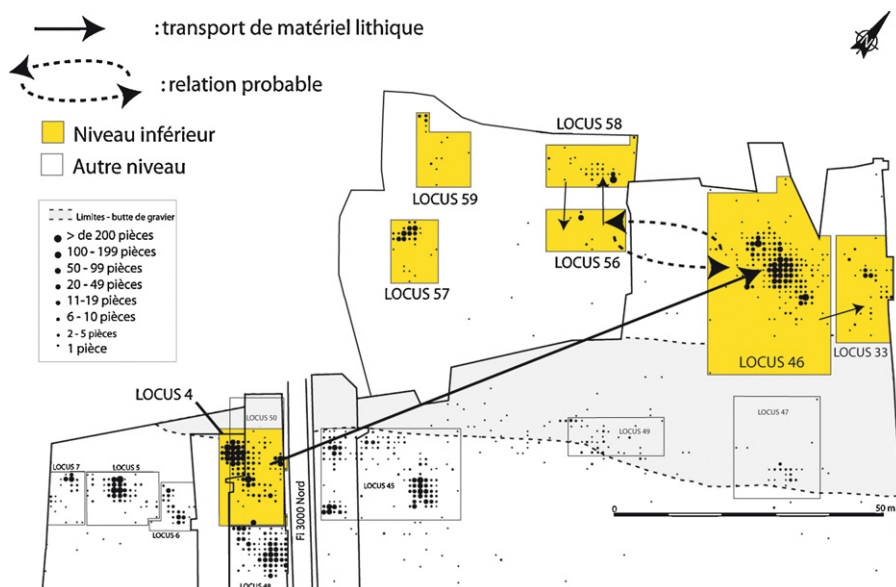 : transport de matériel lithique
: relation probable
Niveau inférieur
Autre niveau
Limites - butte de gravier
> de 200 pièces
100 - 199 pièces
50 - 99 pièces
20 - 49 pièces
11-19 pièces
6 - 10 pièces
2 - 5 pièces
1 pièce
LOCUS 58
LOCUS 59
LOCUS 57
LOCUS 56
LOCUS 46
LOCUS 33
LOCUS 4
LOCUS 50
LOCUS 49
LOCUS 47
LOCUS 7
LOCUS 5
LOCUS 6
LOCUS 45
Fl 3000 Nord
LOCUS 48
0
50 m